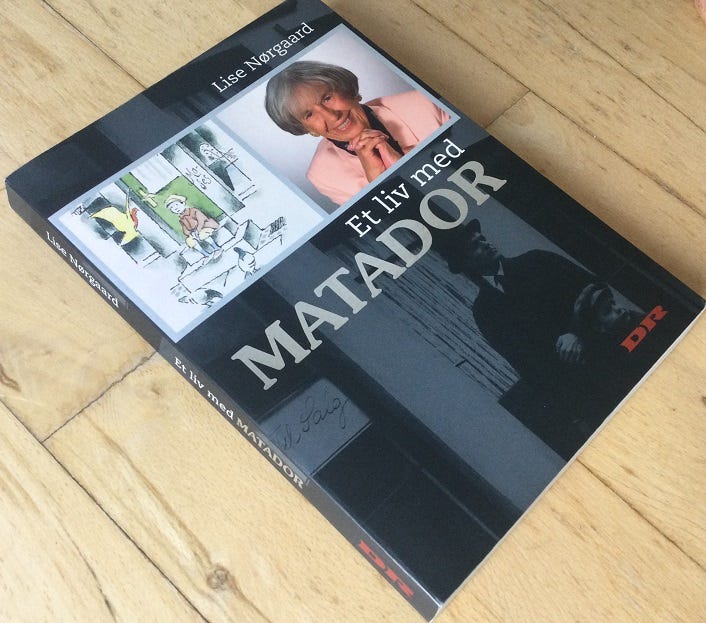 Lise Nørgaard
Et liv med
MATADOR
DR
Lise Nørgaard
Et liv med MATADOR
DR